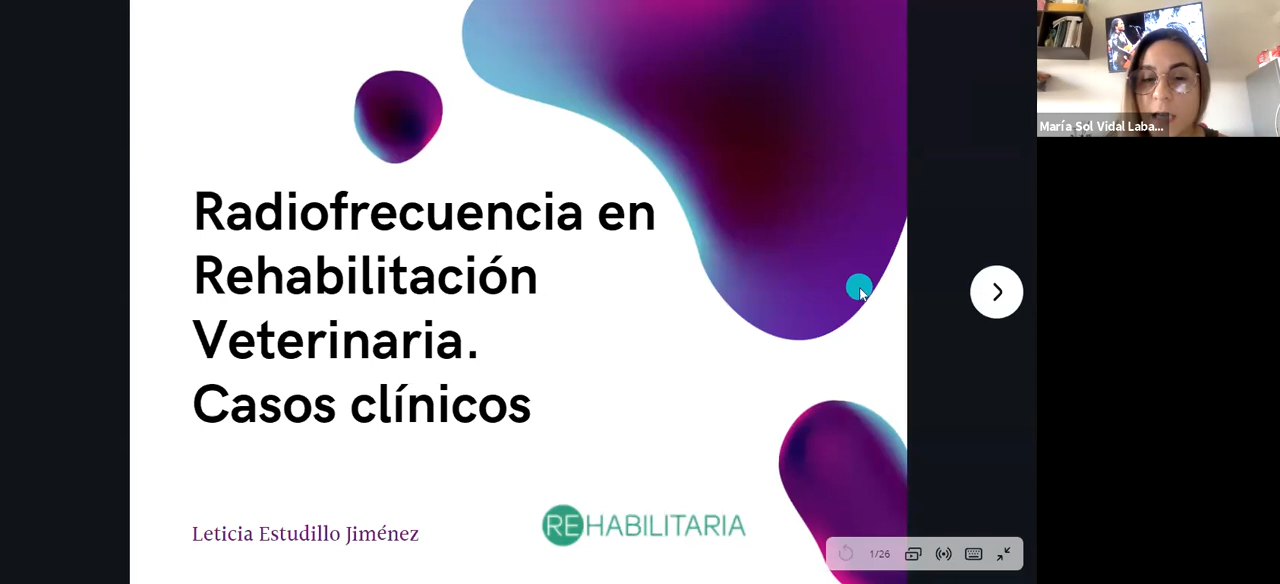 Radiofrecuencia en
Rehabilitación
Veterinaria.
Casos clínicos
Leticia Estudillo Jiménez
REHABILITARIA
1/26
María Sol Vidal Laba...